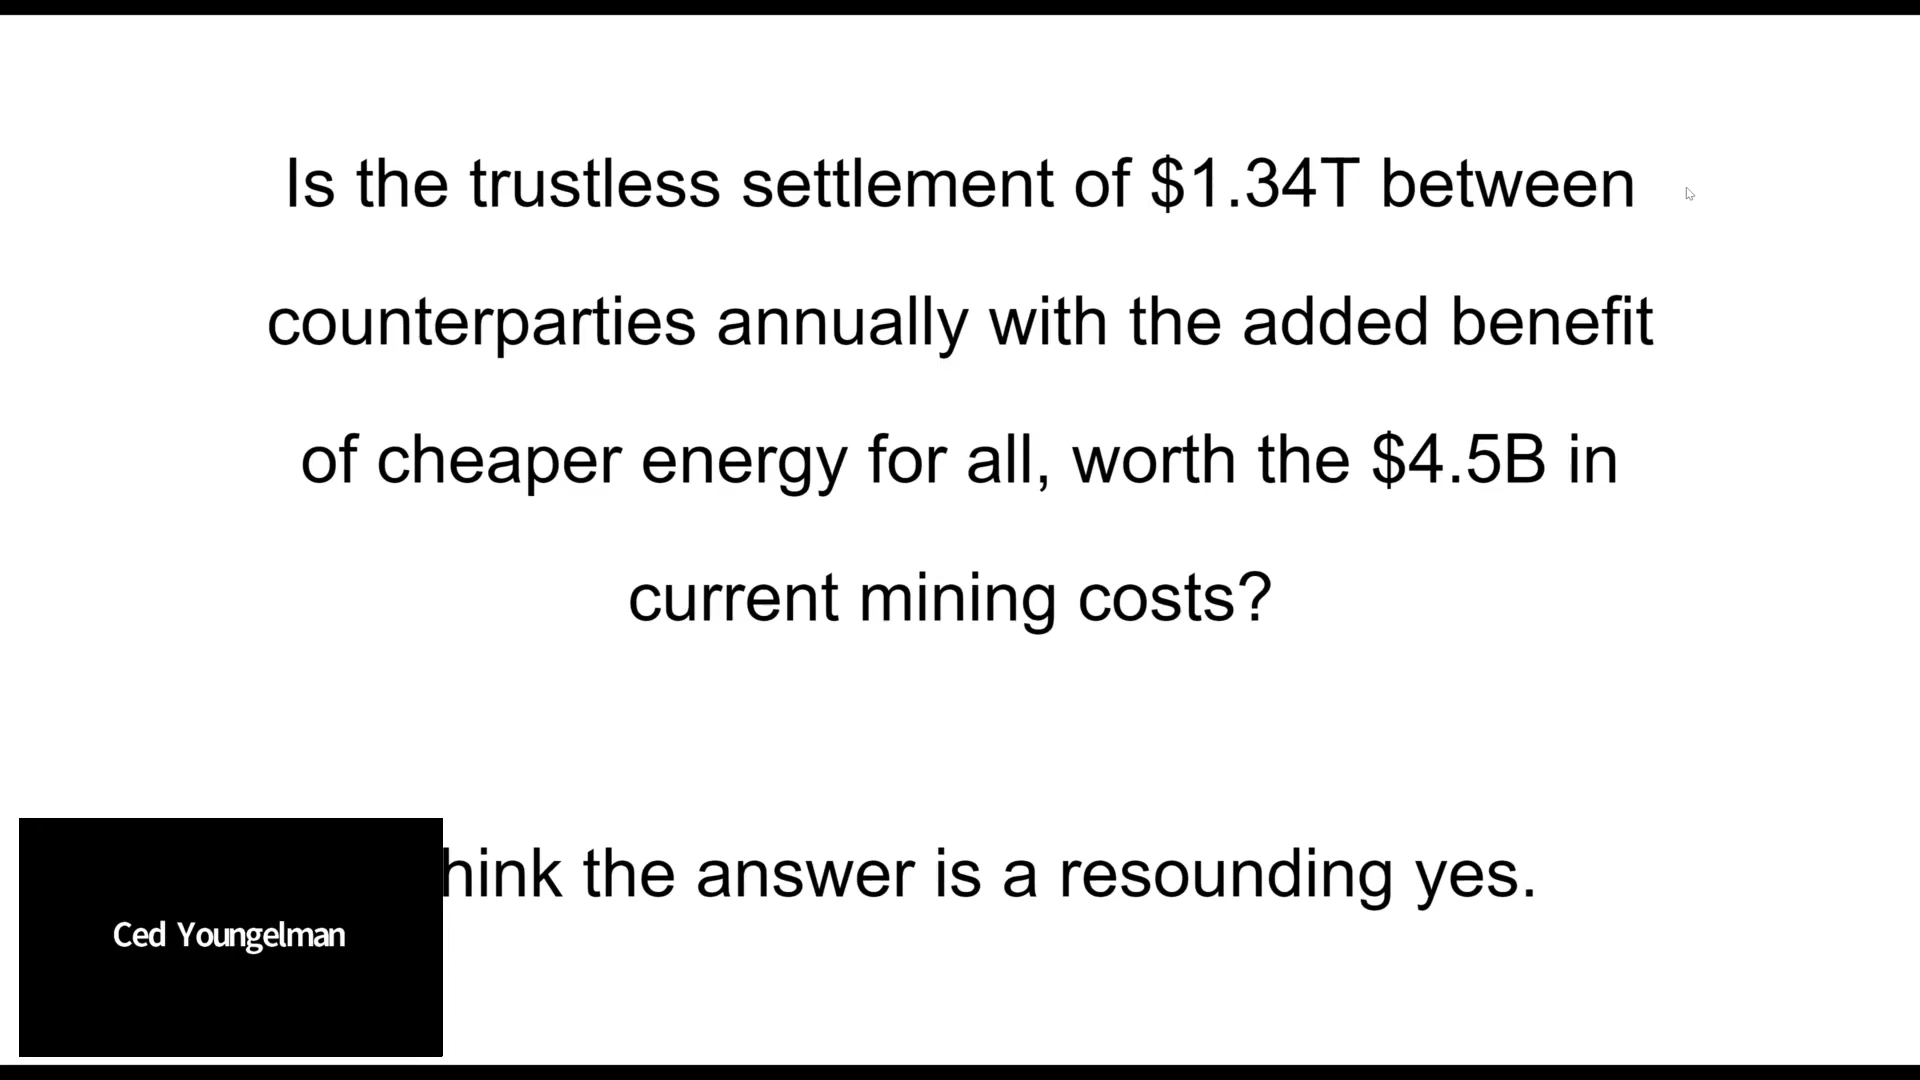 Is the trustless settlement of $1.34T between
counterparties annually with the added benefit
of cheaper energy for all, worth the $4.5B in
current mining costs?
hink the answer is a resounding yes.
Ced Youngelman